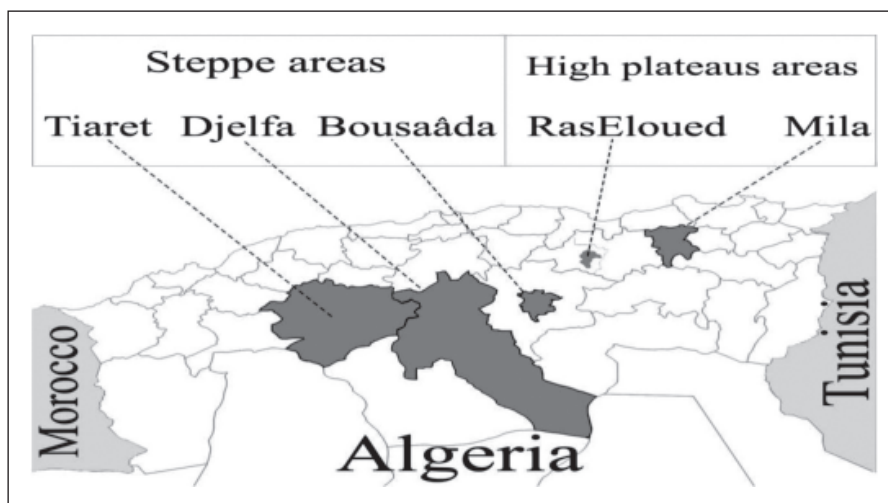 Steppe areas
High plateaus areas
Tiaret Djelfa Bousaâda
RasEloued Mila
Morocco
Tunisia
Algeria